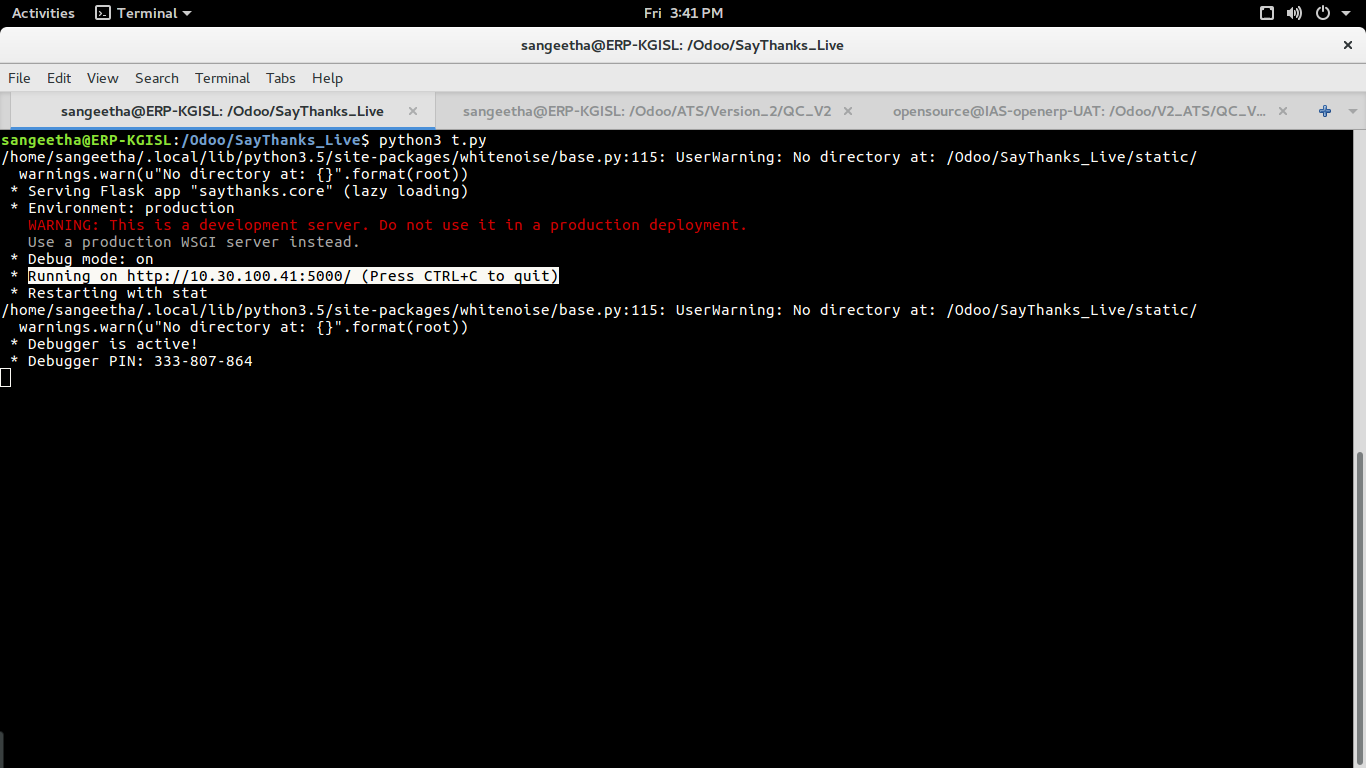 Activities Terminal Fri 3:41 PM
sangeetha@ERP-KGISL: /Odoo/SayThanks_Live
File Edit View Search Terminal Tabs Help
sangeetha@ERP-KGISL: /Odoo/SayThanks_Live sangeetha@ERP-KGISL: /Odoo/ATS/Version_2/QC_V2 opensource@IAS-openerp-UAT: /Odoo/V2_ATS/QC_V...
sangeetha@ERP-KGISL:/Odoo/SayThanks_Live$ python3 t.py
/home/sangeetha/.local/lib/python3.5/site-packages/whitenoise/base.py:115: UserWarning: No directory at: /Odoo/SayThanks_Live/static/
  warnings.warn(u"No directory at: {}".format(root))
 * Serving Flask app "saythanks.core" (lazy loading)
 * Environment: production
   WARNING: This is a development server. Do not use it in a production deployment.
   Use a production WSGI server instead.
 * Debug mode: on
 * Running on http://10.30.100.41:5000/ (Press CTRL+C to quit)
 * Restarting with stat
/home/sangeetha/.local/lib/python3.5/site-packages/whitenoise/base.py:115: UserWarning: No directory at: /Odoo/SayThanks_Live/static/
  warnings.warn(u"No directory at: {}".format(root))
 * Debugger is active!
 * Debugger PIN: 333-807-864